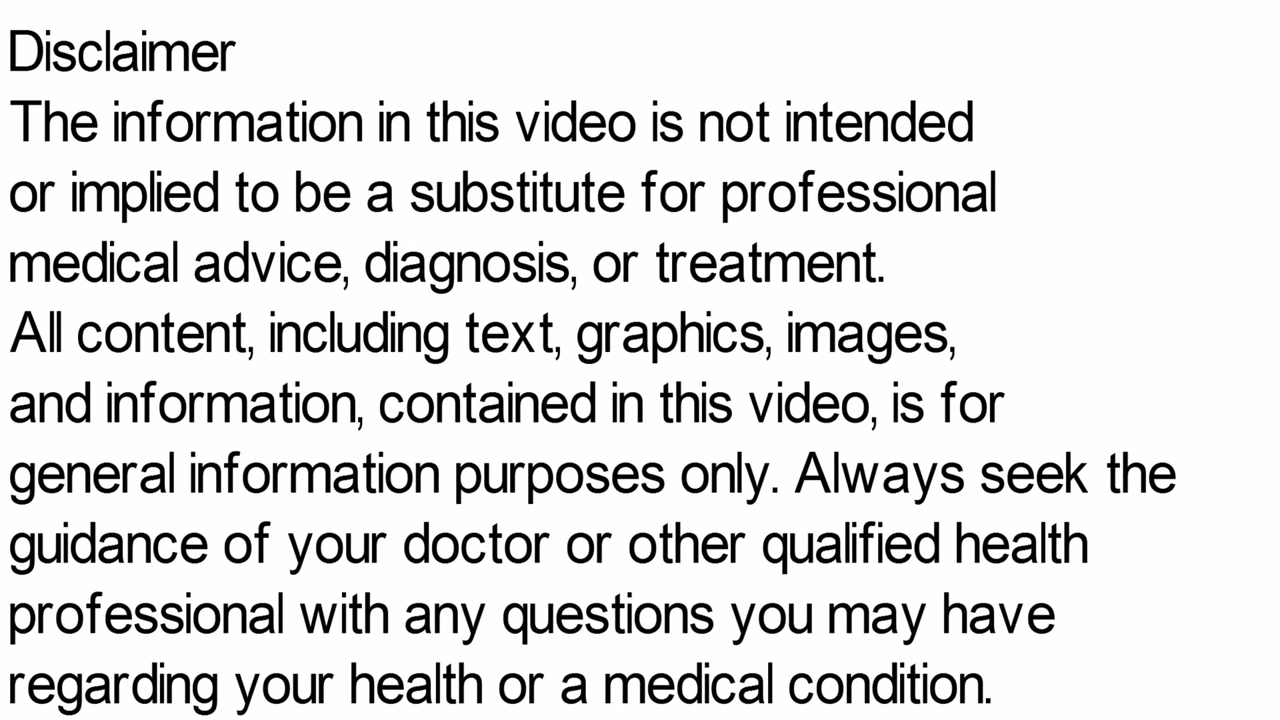 Disclaimer
The information in this video is not intended
or implied to be a substitute for professional
medical advice, diagnosis, or treatment.
All content, including text, graphics, images,
and information, contained in this video, is for
general information purposes only. Always seek the
guidance of your doctor or other qualified health
professional with any questions you may have
regarding your health or a medical condition.